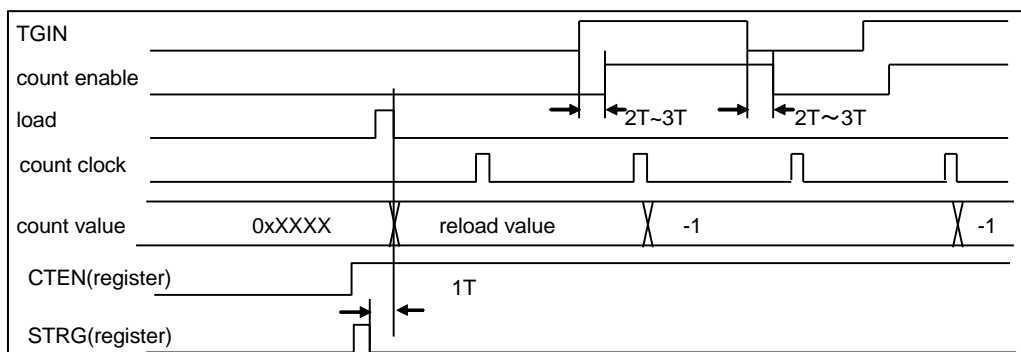 TGIN
count enable
load
2T~3T 2T～3T
count clock
count value 0xXXXX reload value -1 -1
CTEN(register)
1T
STRG(register)